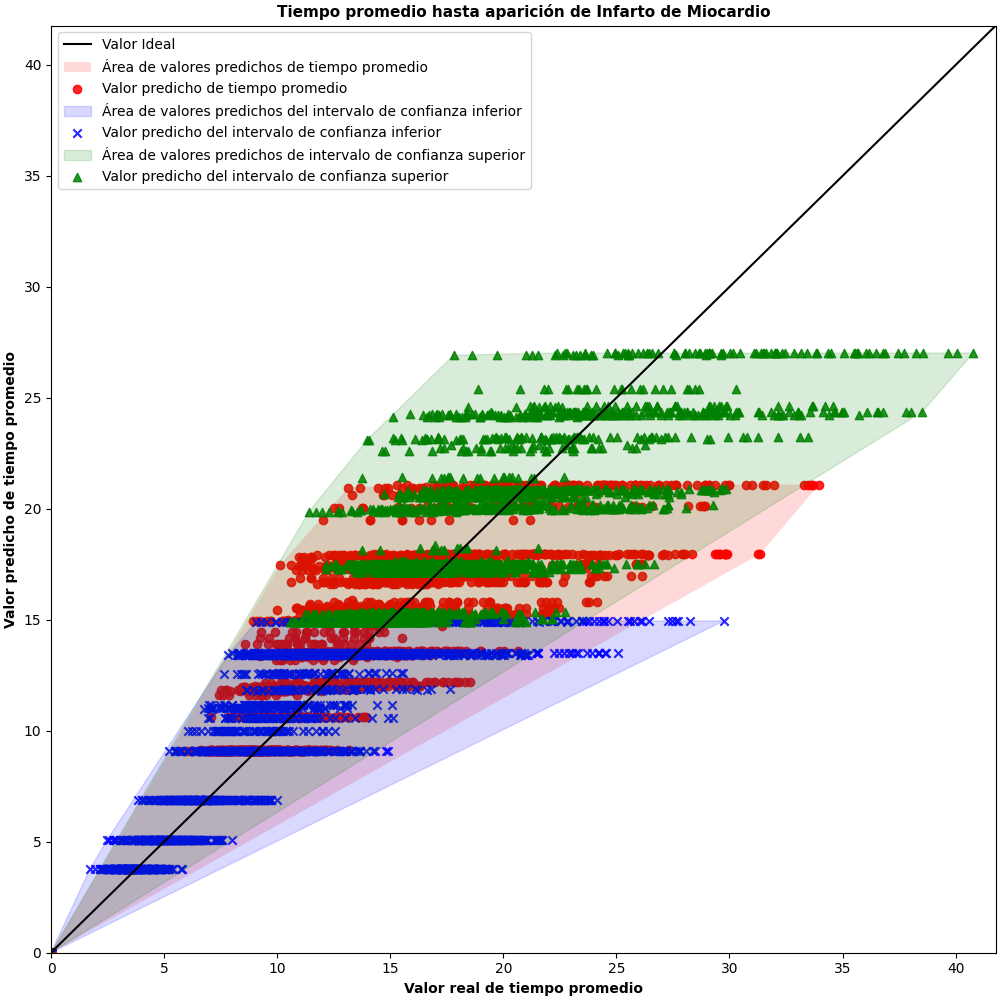 Tiempo promedio hasta aparición de Infarto de Miocardio
Valor Ideal
Área de valores predichos de tiempo promedio
Valor predicho de tiempo promedio
Área de valores predichos del intervalo de confianza inferior
Valor predicho del intervalo de confianza inferior
Área de valores predichos de intervalo de confianza superior
Valor predicho del intervalo de confianza superior
Valor predicho de tiempo promedio
40
35
30
25
20
15
10
5
0
0 5 10 15 20 25 30 35 40
Valor real de tiempo promedio